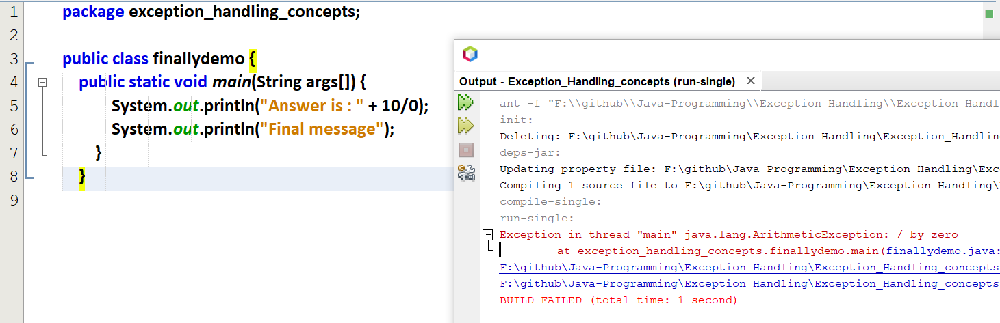 1 package exception_handling_concepts;
2
3 public class finallydemo {
4 public static void main(String args[]) {
5 System.out.println("Answer is : " + 10/0);
6 System.out.println("Final message");
7 }
8 }
9
Output - Exception_Handling_concepts (run-single) ×
ant -f "F:\\github\\Java-Programming\\Exception Handling\\Exception_Handl
init:
Deleting: F:\github\Java-Programming\Exception Handling\Exception_Handlin
deps-jar:
Updating property file: F:\github\Java-Programming\Exception Handling\Exc
Compiling 1 source file to F:\github\Java-Programming\Exception Handling\
compile-single:
run-single:
Exception in thread "main" java.lang.ArithmeticException: / by zero
at exception_handling_concepts.finallydemo.main(finallydemo.java:
F:\github\Java-Programming\Exception Handling\Exception_Handling_concepts
F:\github\Java-Programming\Exception Handling\Exception_Handling_concepts
BUILD FAILED (total time: 1 second)